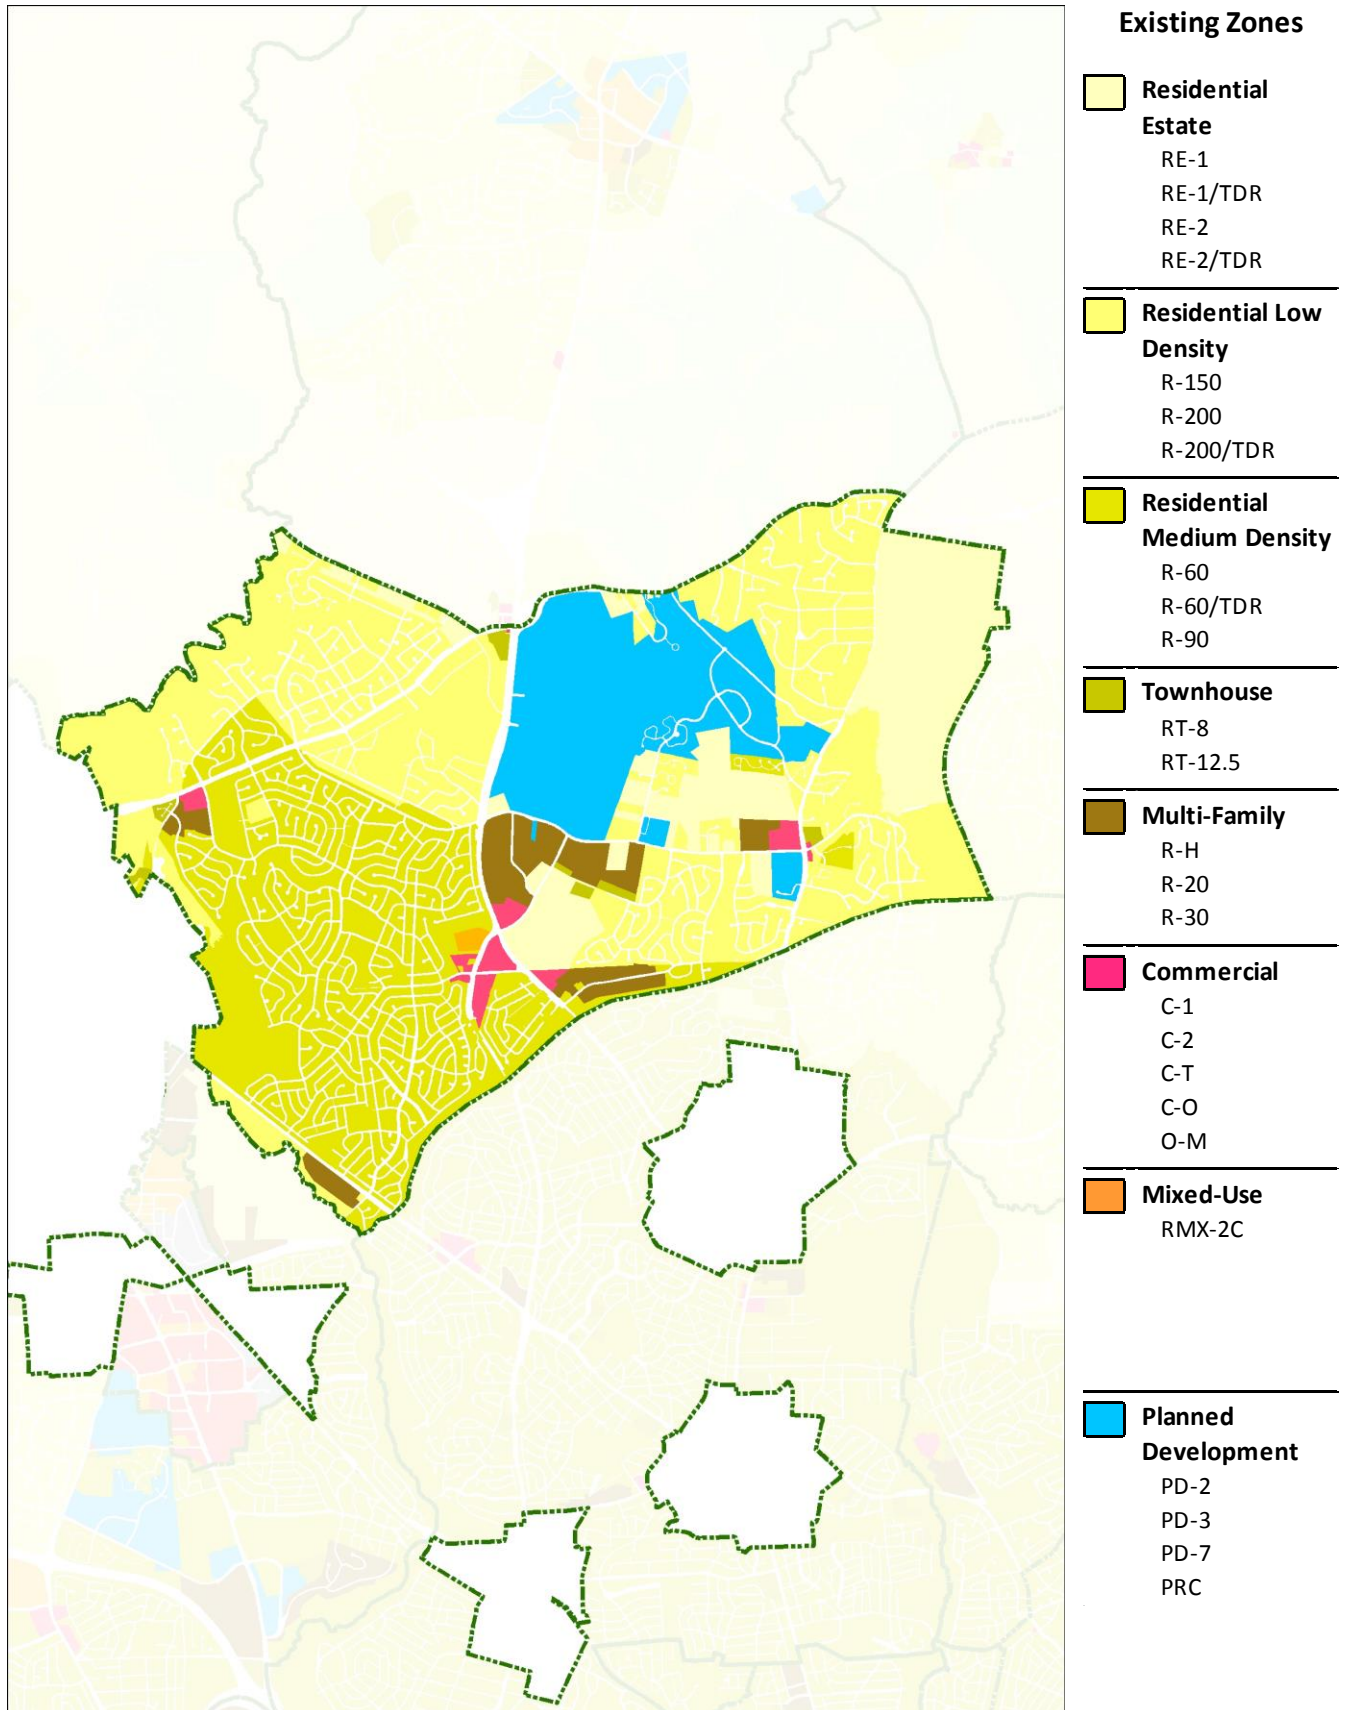 Existing Zones
Residential
Estate
RE-1
RE-1/TDR
RE-2
RE-2/TDR
Residential Low
Density
R-150
R-200
R-200/TDR
Residential
Medium Density
R-60
R-60/TDR
R-90
Townhouse
RT-8
RT-12.5
Multi-Family
R-H
R-20
R-30
Commercial
C-1
C-2
C-T
C-O
O-M
Mixed-Use
RMX-2C
Planned
Development
PD-2
PD-3
PD-7
PRC